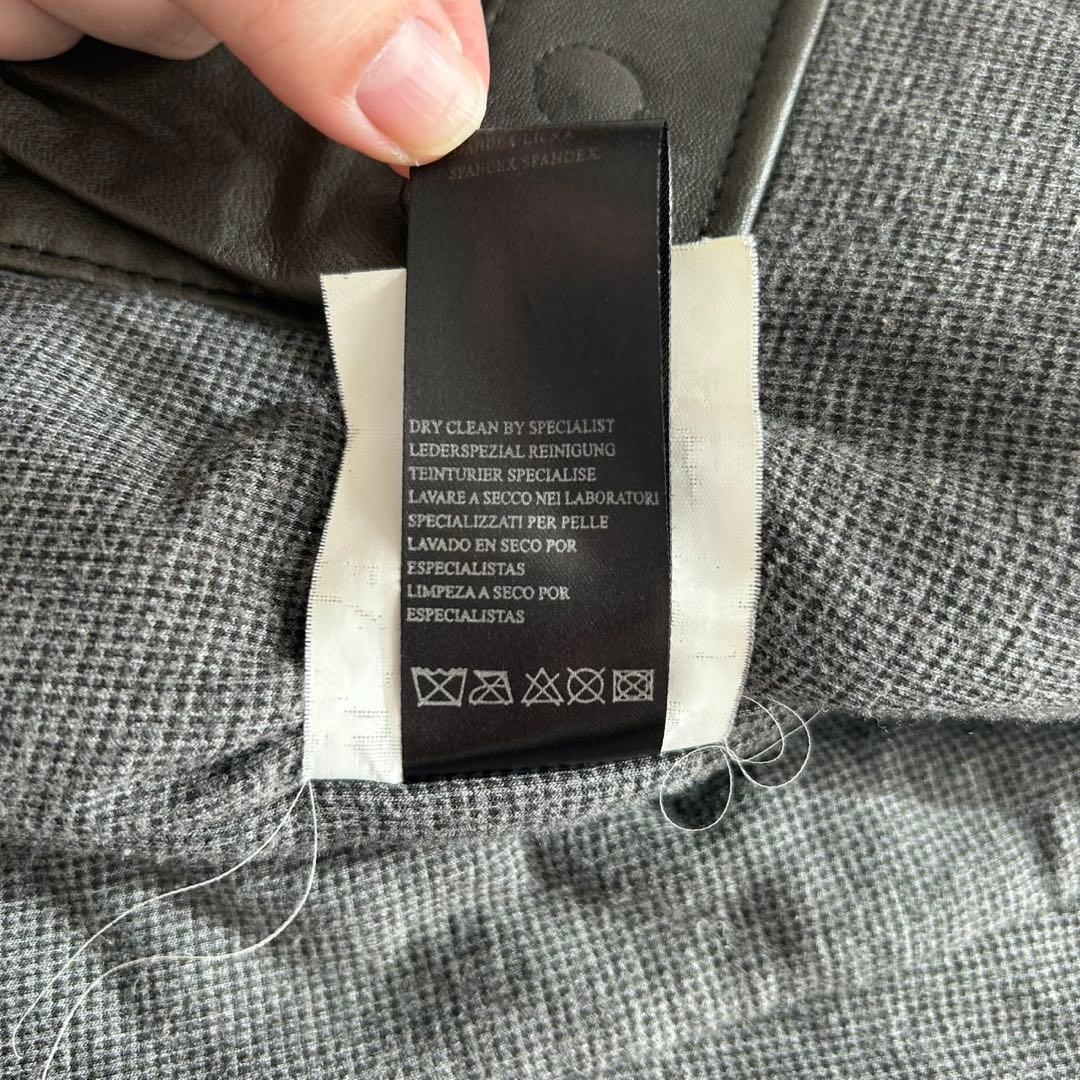 SPANDEX
DRY CLEAN BY SPECIALIST
LEDERSPEZIAL REINIGUNG
TEINTURIER SPECIALISE
LAVARE A SECCO NEI LABORATORI
SPECIALIZZATI PER PELLE
LAVADO EN SECO POR
ESPECIALISTAS
LIMPEZA A SECO POR
ESPECIALISTAS